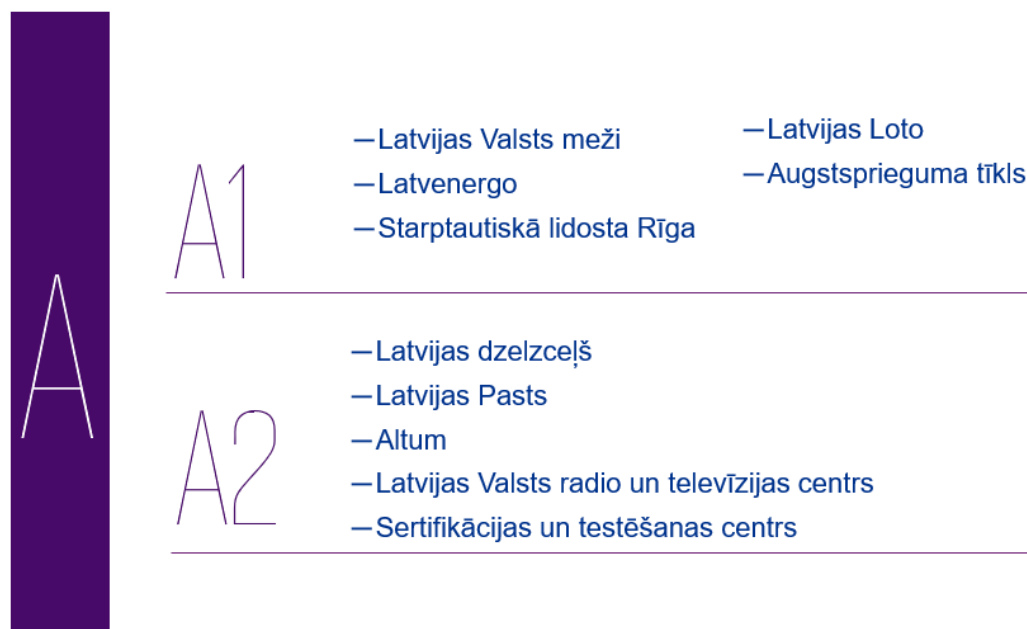 A
A1
—Latvijas Valsts meži
—Latvenergo
—Starptautiskā lidosta Rīga
—Latvijas Loto
—Augstsprieguma tīkls
A2
—Latvijas dzelzceļš
—Latvijas Pasts
—Altum
—Latvijas Valsts radio un televīzijas centrs
—Sertifikācijas un testēšanas centrs